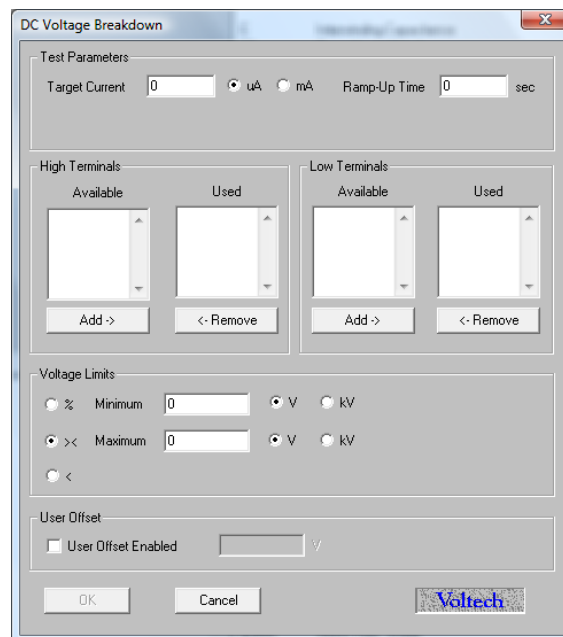 DC Voltage Breakdown
Test Parameters
Target Current 0 uA mA Ramp-Up Time 0 sec
High Terminals
Available Used
Add -> <- Remove
Low Terminals
Available Used
Add -> <- Remove
Voltage Limits
% Minimum 0 V kV
>< Maximum 0 V kV
<
User Offset
User Offset Enabled V
OK Cancel Voltech